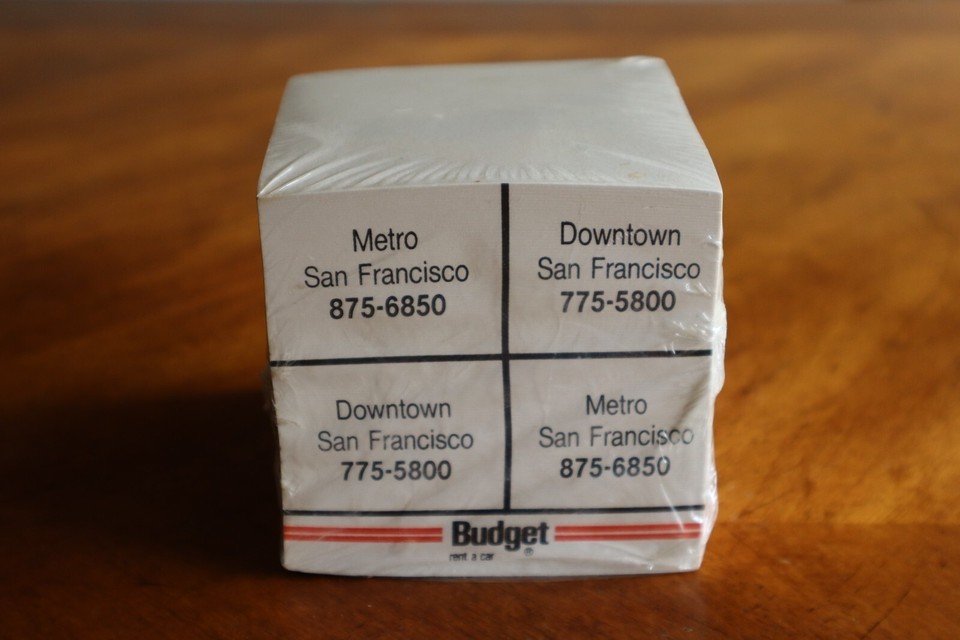 Metro
San Francisco
875-6850
Downtown
San Francisco
775-5800
Downtown
San Francisco
775-5800
Metro
San Francisco
875-6850
Budget®
rent a car